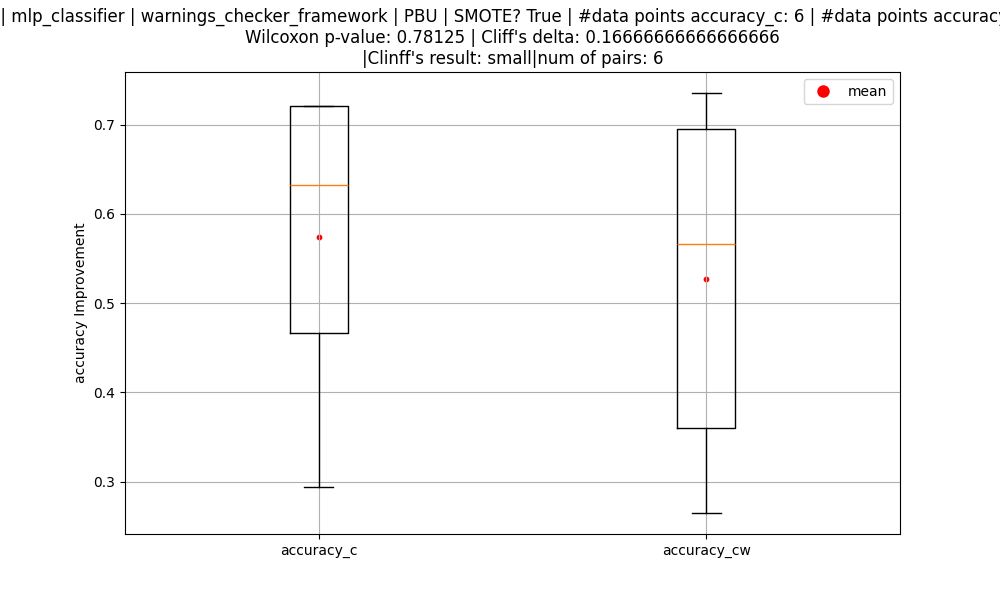 | mlp_classifier | warnings_checker_framework | PBU | SMOTE? True | #data points accuracy_c: 6 | #data points
Wilcoxon p-value: 0.78125 | Cliff's delta: 0.16666666666666666
|Clinff's result: small|num of pairs: 6
mean
0.7
0.6
0.5
0.4
0.3
accuracy Improvement
accuracy_c
accuracy_cw